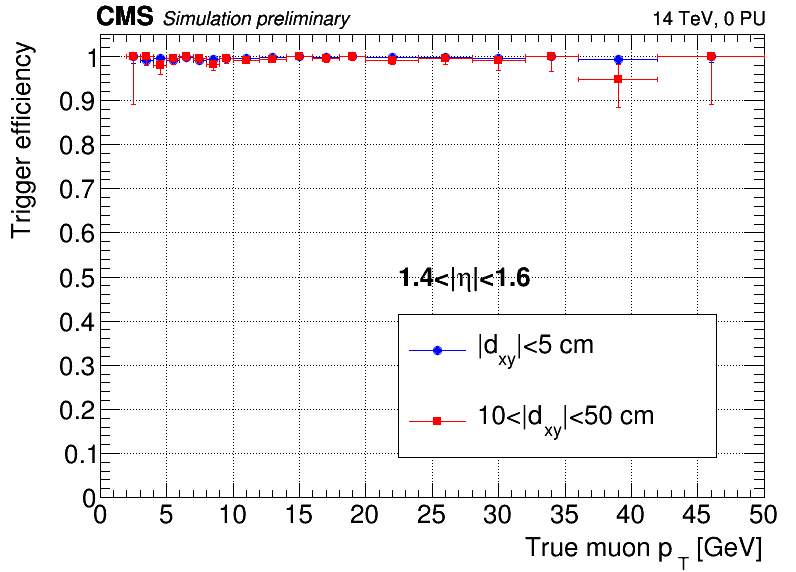 CMS Simulation preliminary 14 TeV, 0 PU
Trigger efficiency
1
0.9
0.8
0.7
0.6
0.5
0.4
0.3
0.2
0.1
0
1.4<|η|<1.6
|d_xy|<5 cm
10<|d_xy|<50 cm
0 5 10 15 20 25 30 35 40 45 50
True muon p_T [GeV]